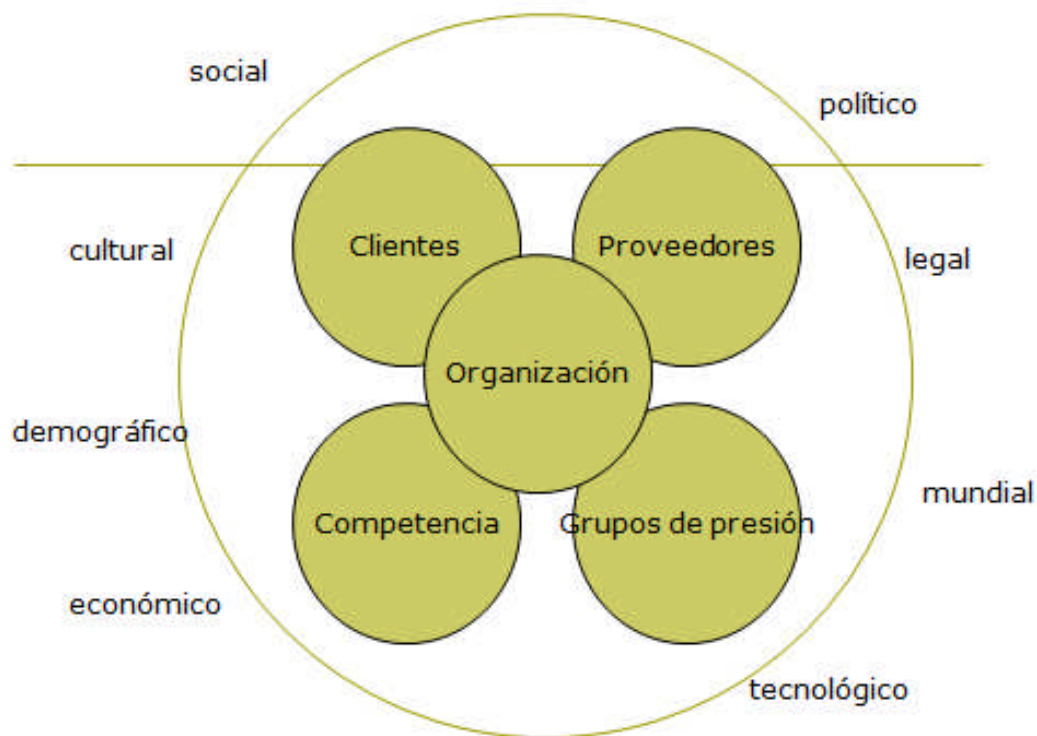 social
político
cultural
Clientes
Proveedores
legal
Organización
demográfico
mundial
Competencia
Grupos de presión
económico
tecnológico